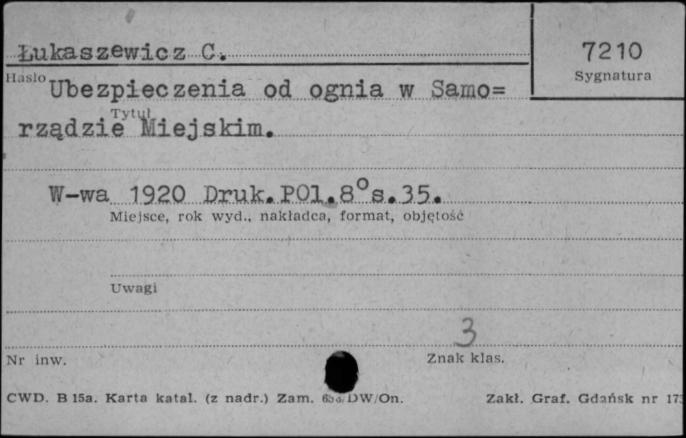 Łukaszewicz C.
7210
Hasło
Sygnatura
Ubezpieczenia od ognia w Samo=
Tytuł
rządzie Miejskim.
W-wa 1920 Druk.POl.8° s.35.
Miejsce, rok wyd., nakładca, format, objętość
Uwagi
3
Nr inw.
Znak klas.
CWD. B 15a. Karta katal. (z nadr.) Zam. DW/On.
Zakł. Graf. Gdańsk nr 173